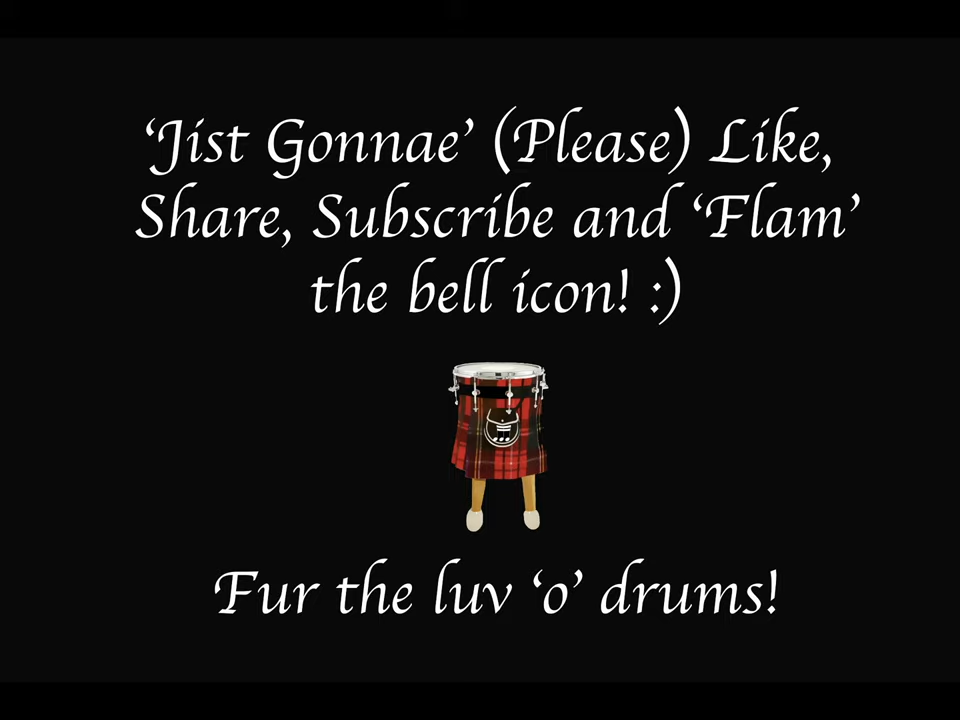 ‘Jist Gonnae’ (Please) Like,
Share, Subscribe and ‘Flam’
the bell icon! :)
Fur the luv ‘o’ drums!